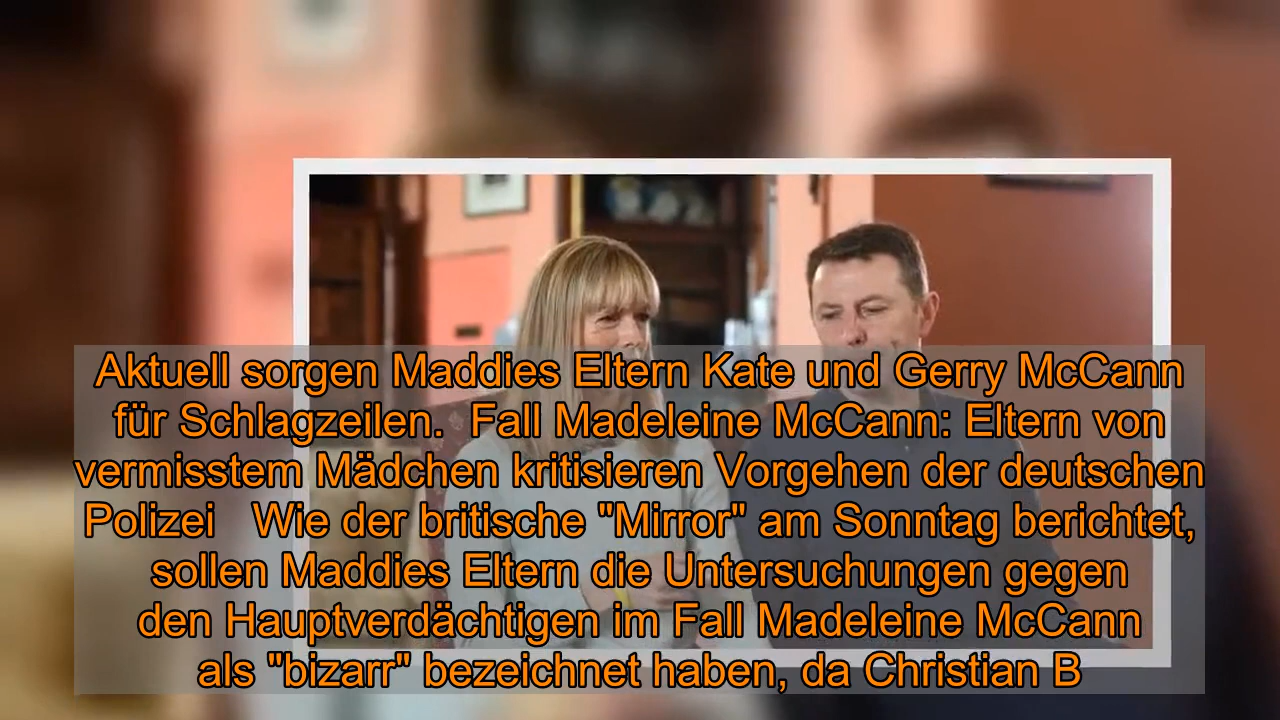 Aktuell sorgen Maddies Eltern Kate und Gerry McCann
für Schlagzeilen.  Fall Madeleine McCann: Eltern von
vermisstem Mädchen kritisieren Vorgehen der deutschen
Polizei   Wie der britische "Mirror" am Sonntag berichtet,
sollen Maddies Eltern die Untersuchungen gegen
den Hauptverdächtigen im Fall Madeleine McCann
als "bizarr" bezeichnet haben, da Christian B